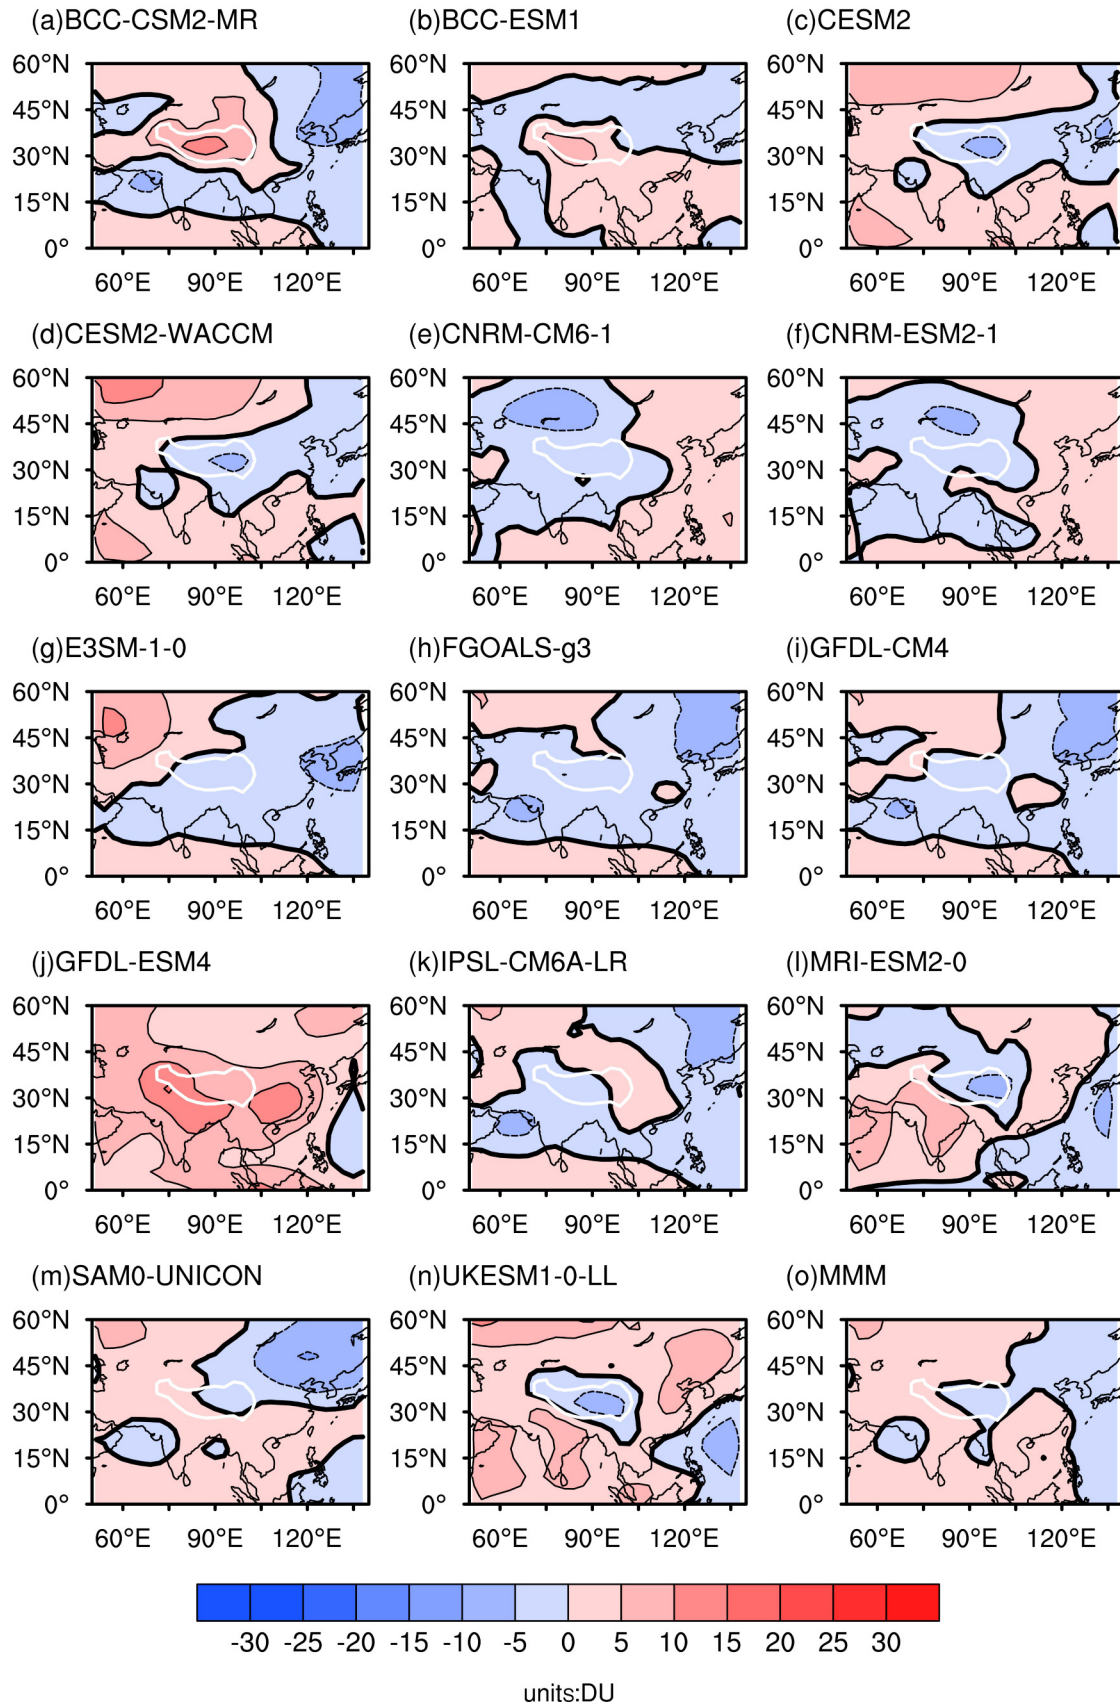 (a)BCC-CSM2-MR (b)BCC-ESM1 (c)CESM2
60°N 60°N 60°N
45°N 45°N 45°N
30°N 30°N 30°N
15°N 15°N 15°N
0° 0° 0°
60°E 90°E 120°E 60°E 90°E 120°E 60°E 90°E 120°E
(d)CESM2-WACCM (e)CNRM-CM6-1 (f)CNRM-ESM2-1
60°N 60°N 60°N
45°N 45°N 45°N
30°N 30°N 30°N
15°N 15°N 15°N
0° 0° 0°
60°E 90°E 120°E 60°E 90°E 120°E 60°E 90°E 120°E
(g)E3SM-1-0 (h)FGOALS-g3 (i)GFDL-CM4
60°N 60°N 60°N
45°N 45°N 45°N
30°N 30°N 30°N
15°N 15°N 15°N
0° 0° 0°
60°E 90°E 120°E 60°E 90°E 120°E 60°E 90°E 120°E
(j)GFDL-ESM4 (k)IPSL-CM6A-LR (l)MRI-ESM2-0
60°N 60°N 60°N
45°N 45°N 45°N
30°N 30°N 30°N
15°N 15°N 15°N
0° 0° 0°
60°E 90°E 120°E 60°E 90°E 120°E 60°E 90°E 120°E
(m)SAM0-UNICON (n)UKESM1-0-LL (o)MMM
60°N 60°N 60°N
45°N 45°N 45°N
30°N 30°N 30°N
15°N 15°N 15°N
0° 0° 0°
60°E 90°E 120°E 60°E 90°E 120°E 60°E 90°E 120°E
-30 -25 -20 -15 -10 -5 0 5 10 15 20 25 30
units:DU